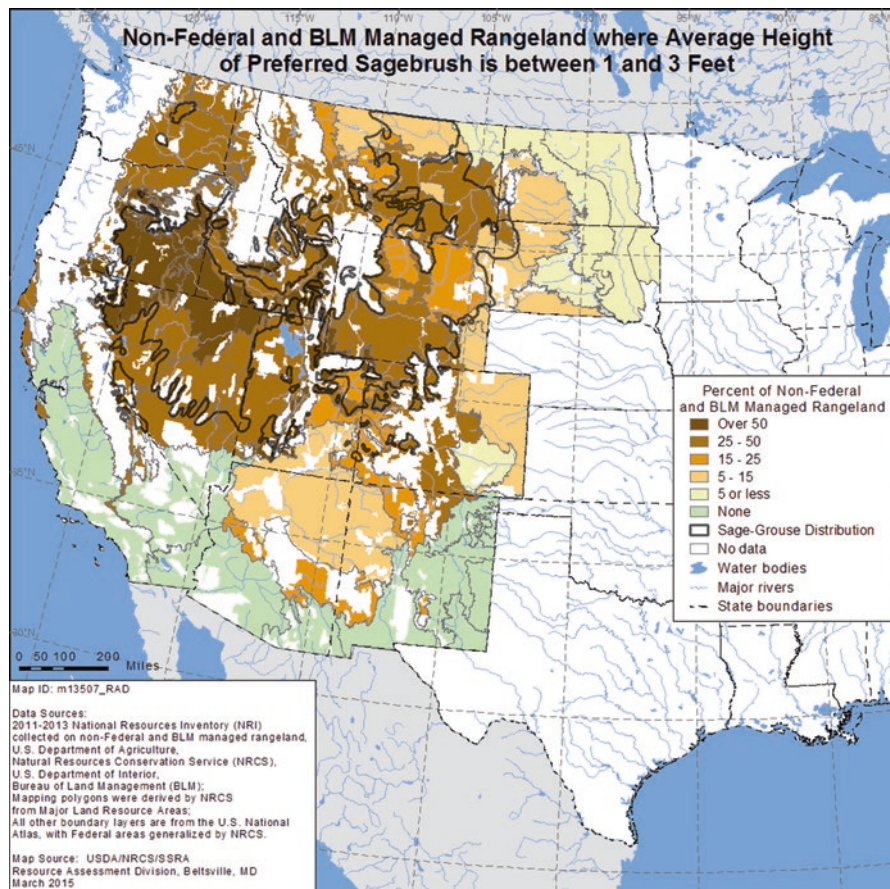 Non-Federal and BLM Managed Rangeland where Average Height
of Preferred Sagebrush is between 1 and 3 Feet
120°W
115°W
110°W
105°W
100°W
95°W
90°W
85°W
45°N
35°N
30°N
Percent of Non-Federal
and BLM Managed Rangeland
Over 50
25 - 50
15 - 25
5 - 15
5 or less
None
Sage-Grouse Distribution
No data
Water bodies
Major rivers
State boundaries
0 50 100 200
Miles
Map ID: m13507_RAD
Data Sources:
2011-2013 National Resources Inventory (NRI)
collected on non-Federal and BLM managed rangeland,
U.S. Department of Agriculture,
Natural Resources Conservation Service (NRCS),
U.S. Department of Interior,
Bureau of Land Management (BLM);
Mapping polygons were derived by NRCS
from Major Land Resource Areas;
All other boundary layers are from the U.S. National
Atlas, with Federal areas generalized by NRCS.
Map Source: USDA/NRCS/SSRA
Resource Assessment Division, Beltsville, MD
March 2015